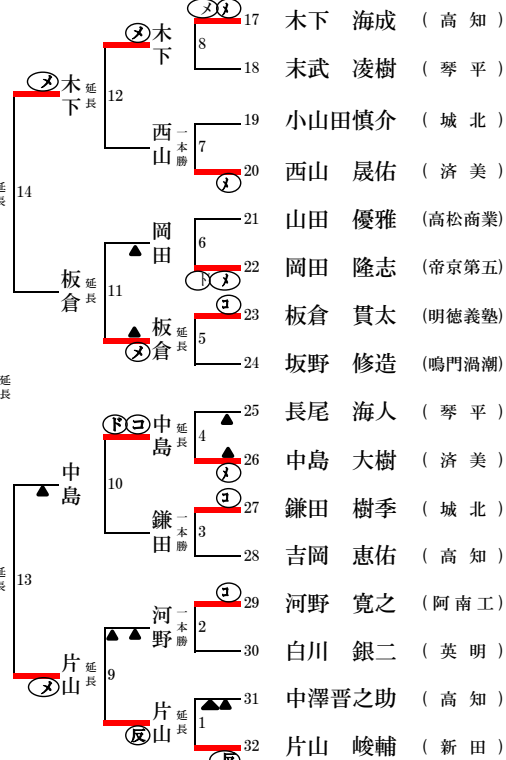 メ メ 17 木下 海成 (高 知)
メ 木下
8
18 末武 凌樹 (琴 平)
メ 木下 延長
12
19 小山田慎介 (城 北)
西山 一本勝
7
メ 20 西山 晟佑 (済 美)
延長
14
21 山田 優雅 (高松商業)
岡田
6
▲
ト メ 22 岡田 隆志 (帝京第五)
板倉 延長
11
コ 23 板倉 貫太 (明徳義塾)
▲ メ 板倉 延長
5
24 坂野 修造 (鳴門渦潮)
延長
25 長尾 海人 (琴 平)
▲
ド コ 中島 延長
4
▲ メ 26 中島 大樹 (済 美)
中島
▲
10
コ 27 鎌田 樹季 (城 北)
鎌田 一本勝
3
28 吉岡 恵佑 (高 知)
延長
13
コ 29 河野 寛之 (阿南工)
河野 一本勝
2
▲ ▲
30 白川 銀二 (英 明)
メ 片山 延長
9
31 中澤晋之助 (高 知)
▲▲
反 片山 延長
1
反 32 片山 峻輔 (新 田)